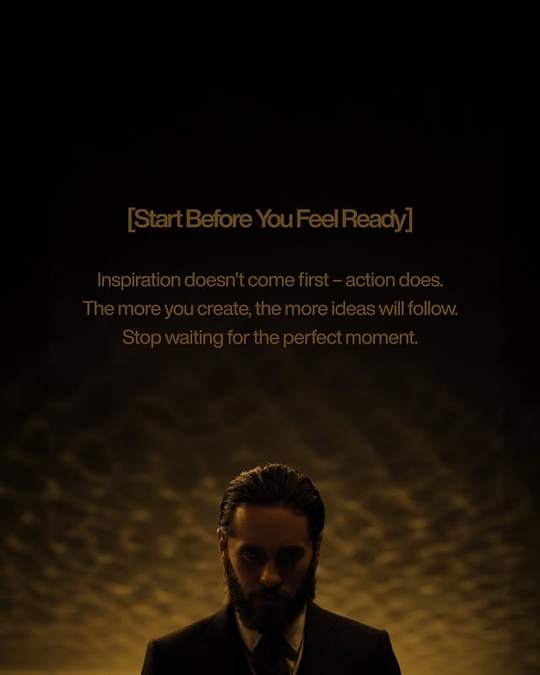 [Start Before You Feel Ready]
Inspiration doesn't come first – action does.
The more you create, the more ideas will follow.
Stop waiting for the perfect moment.